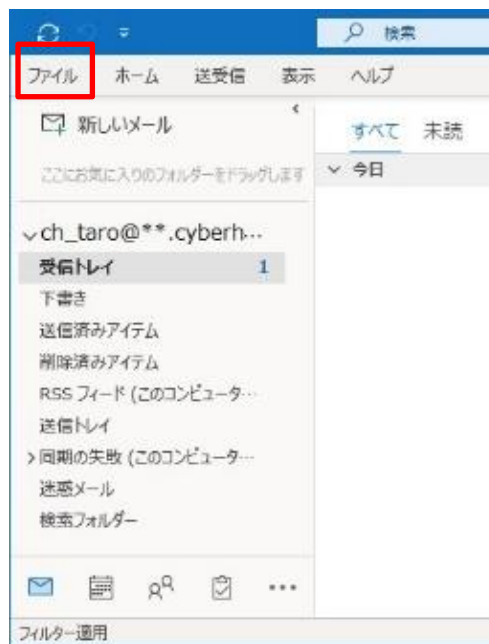 検索
ファイル ホーム 送受信 表示 ヘルプ
新しいメール
すべて 未読
ここにお気に入りのフォルダーをドラッグします
今日
ch_taro@**.cyberh…
受信トレイ 1
下書き
送信済みアイテム
削除済みアイテム
RSS フィード (このコンピュータ…
送信トレイ
同期の失敗 (このコンピュータ…
迷惑メール
検索フォルダー
フィルター適用